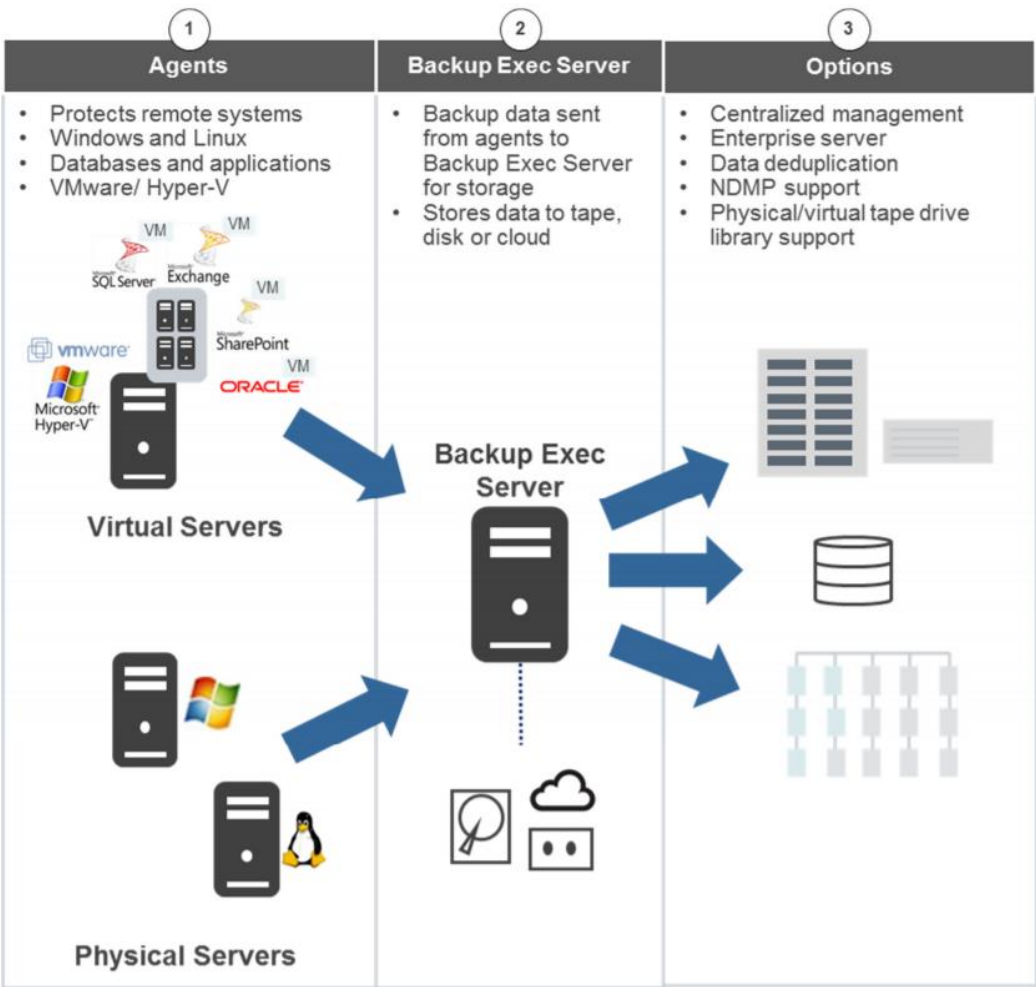 1
2
3
Agents
Backup Exec Server
Options
• Protects remote systems
• Windows and Linux
• Databases and applications
• VMware/ Hyper-V
• Backup data sent
from agents to
Backup Exec Server
for storage
• Stores data to tape,
disk or cloud
• Centralized management
• Enterprise server
• Data deduplication
• NDMP support
• Physical/virtual tape drive
library support
VM
Microsoft
SQL Server
VM
Microsoft
Exchange
VM
Microsoft
SharePoint
VM
ORACLE
vmware
Microsoft
Hyper-V
Virtual Servers
Backup Exec
Server
Physical Servers